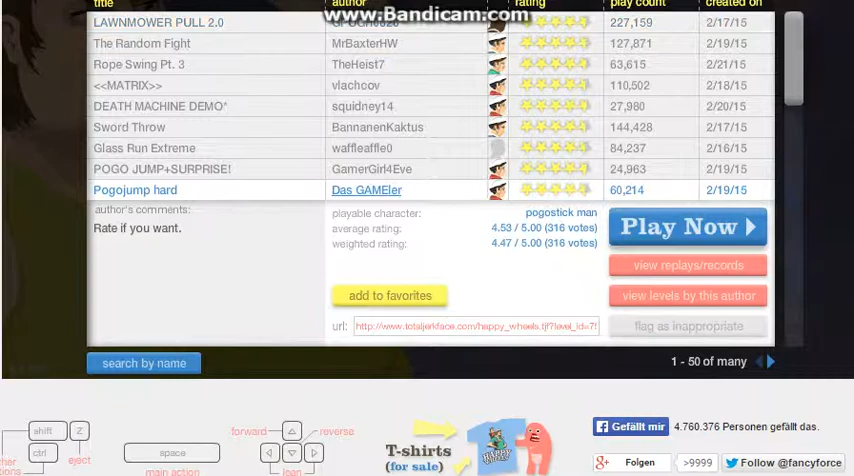 www.Bandicam.com
title author rating play count created on
LAWNMOWER PULL 2.0 227,159 2/17/15
The Random Fight MrBaxterHW 127,871 2/19/15
Rope Swing Pt. 3 TheHeist7 63,615 2/21/15
<<MATRIX>> vlachcov 110,502 2/18/15
DEATH MACHINE DEMO* squidney14 27,980 2/20/15
Sword Throw BannanenKaktus 144,428 2/17/15
Glass Run Extreme waffleaffle0 84,237 2/16/15
POGO JUMP+SURPRISE! GamerGirl4Eve 24,963 2/19/15
Pogojump hard Das GAMEler 60,214 2/19/15
author's comments:
Rate if you want.
playable character: pogostick man
average rating: 4.53 / 5.00 (316 votes)
weighted rating: 4.47 / 5.00 (316 votes)
add to favorites
url: http://www.totaljerkface.com/happy_wheels.tjf?level_id=7
Play Now
view replays/records
view levels by this author
flag as inappropriate
search by name
1 - 50 of many
shift Z
ctrl eject
space
main action
forward reverse
lean
T-shirts
(for sale)
HAPPY
Gefällt mir 4.760.376 Personen gefällt das.
Folgen >9999 Follow @fancyforce